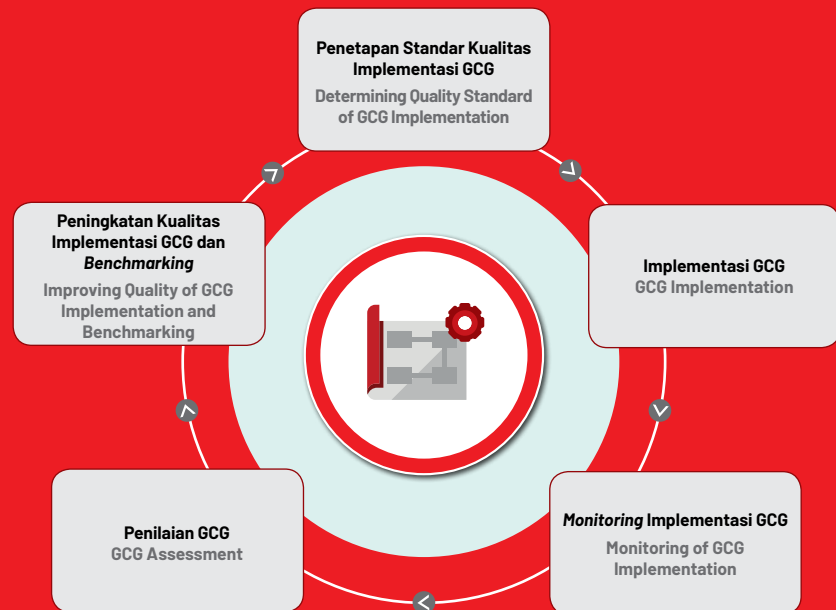 Penetapan Standar Kualitas
Implementasi GCG
Determining Quality Standard
of GCG Implementation
Implementasi GCG
GCG Implementation
Monitoring Implementasi GCG
Monitoring of GCG
Implementation
Penilaian GCG
GCG Assessment
Peningkatan Kualitas
Implementasi GCG dan
Benchmarking
Improving Quality of GCG
Implementation and
Benchmarking